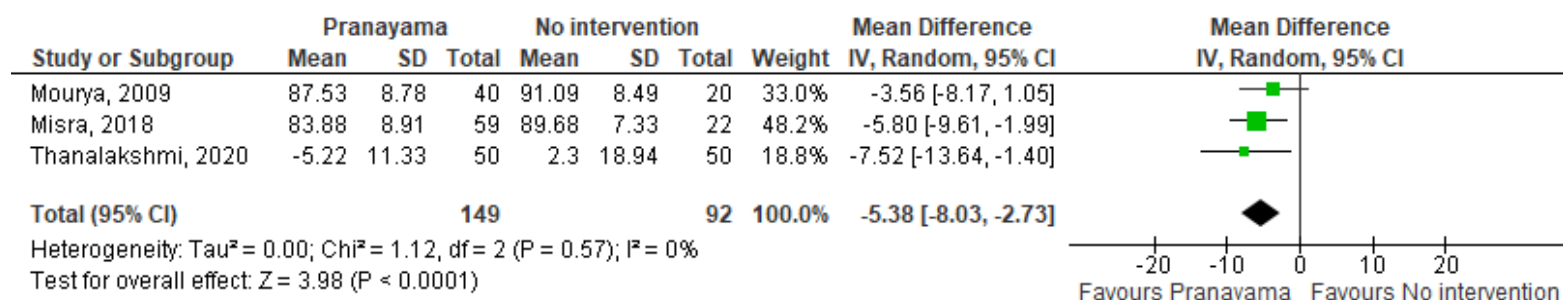 Pranayama No intervention Mean Difference Mean Difference
Study or Subgroup Mean SD Total Mean SD Total Weight IV, Random, 95% CI IV, Random, 95% CI
Mourya, 2009 87.53 8.78 40 91.09 8.49 20 33.0% -3.56 [-8.17, 1.05]
Misra, 2018 83.88 8.91 59 89.68 7.33 22 48.2% -5.80 [-9.61, -1.99]
Thanalakshmi, 2020 -5.22 11.33 50 2.3 18.94 50 18.8% -7.52 [-13.64, -1.40]
Total (95% CI) 149 92 100.0% -5.38 [-8.03, -2.73]
Heterogeneity: Tau² = 0.00; Chi² = 1.12, df = 2 (P = 0.57); I² = 0%
Test for overall effect: Z = 3.98 (P < 0.0001)
-20 -10 0 10 20
Favours Pranayama Favours No intervention